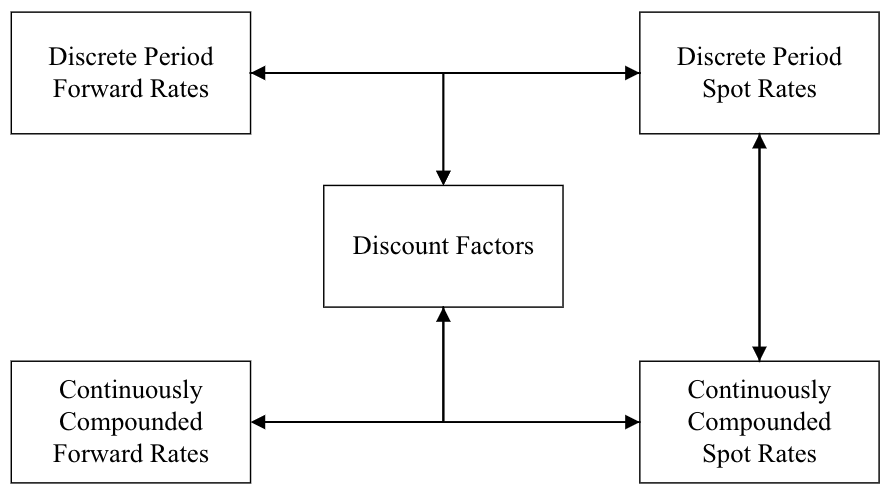 Discrete Period
Forward Rates
Discrete Period
Spot Rates
Discount Factors
Continuously
Compounded
Forward Rates
Continuously
Compounded
Spot Rates